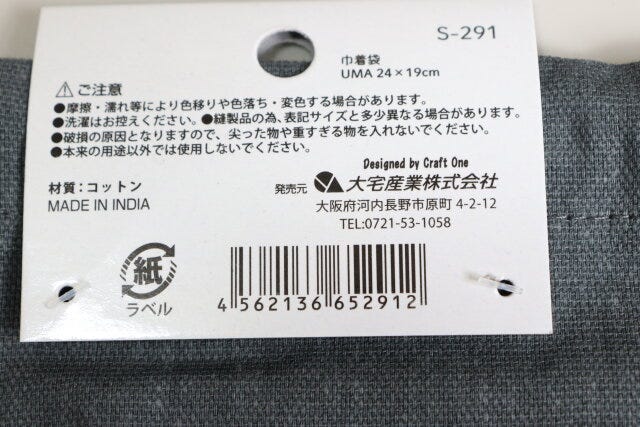 S-291
巾着袋
UMA 24×19cm
⚠ご注意
●摩擦・濡れ等により色移りや色落ち・変色する場合があります。
●洗濯はお控えください。●縫製品の為、表記サイズと多少異なる場合があります。
●破損の原因となりますので、尖った物や重すぎる物を入れないでください。
●本来の用途以外では使用しないでください。
Designed by Craft One
材質：コットン
MADE IN INDIA
発売元 大宅産業株式会社
大阪府河内長野市原町 4-2-12
TEL:0721-53-1058
紙
ラベル
4 562136 652912